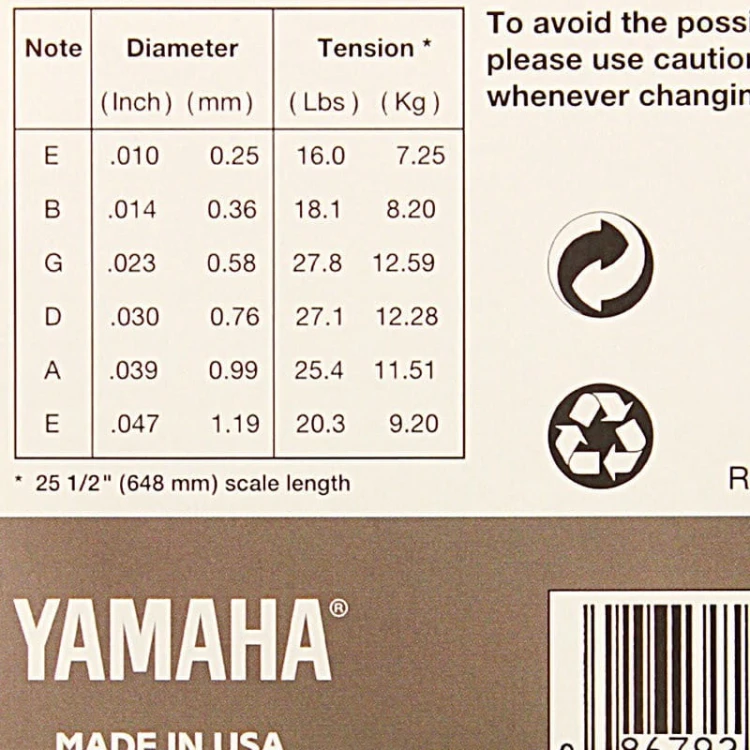 Note Diameter Tension *
(Inch) (mm) (Lbs) (Kg)
E .010 0.25 16.0 7.25
B .014 0.36 18.1 8.20
G .023 0.58 27.8 12.59
D .030 0.76 27.1 12.28
A .039 0.99 25.4 11.51
E .047 1.19 20.3 9.20
* 25 1/2" (648 mm) scale length
To avoid the
please use
whenever
R
YAMAHA®
MADE IN USA